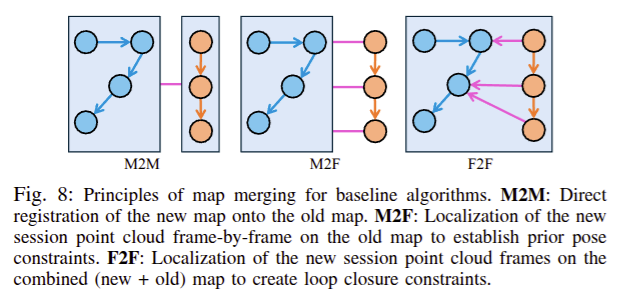 M2M M2F F2F
Fig. 8: Principles of map merging for baseline algorithms. M2M: Direct
registration of the new map onto the old map. M2F: Localization of the new
session point cloud frame-by-frame on the old map to establish prior pose
constraints. F2F: Localization of the new session point cloud frames on the
combined (new + old) map to create loop closure constraints.